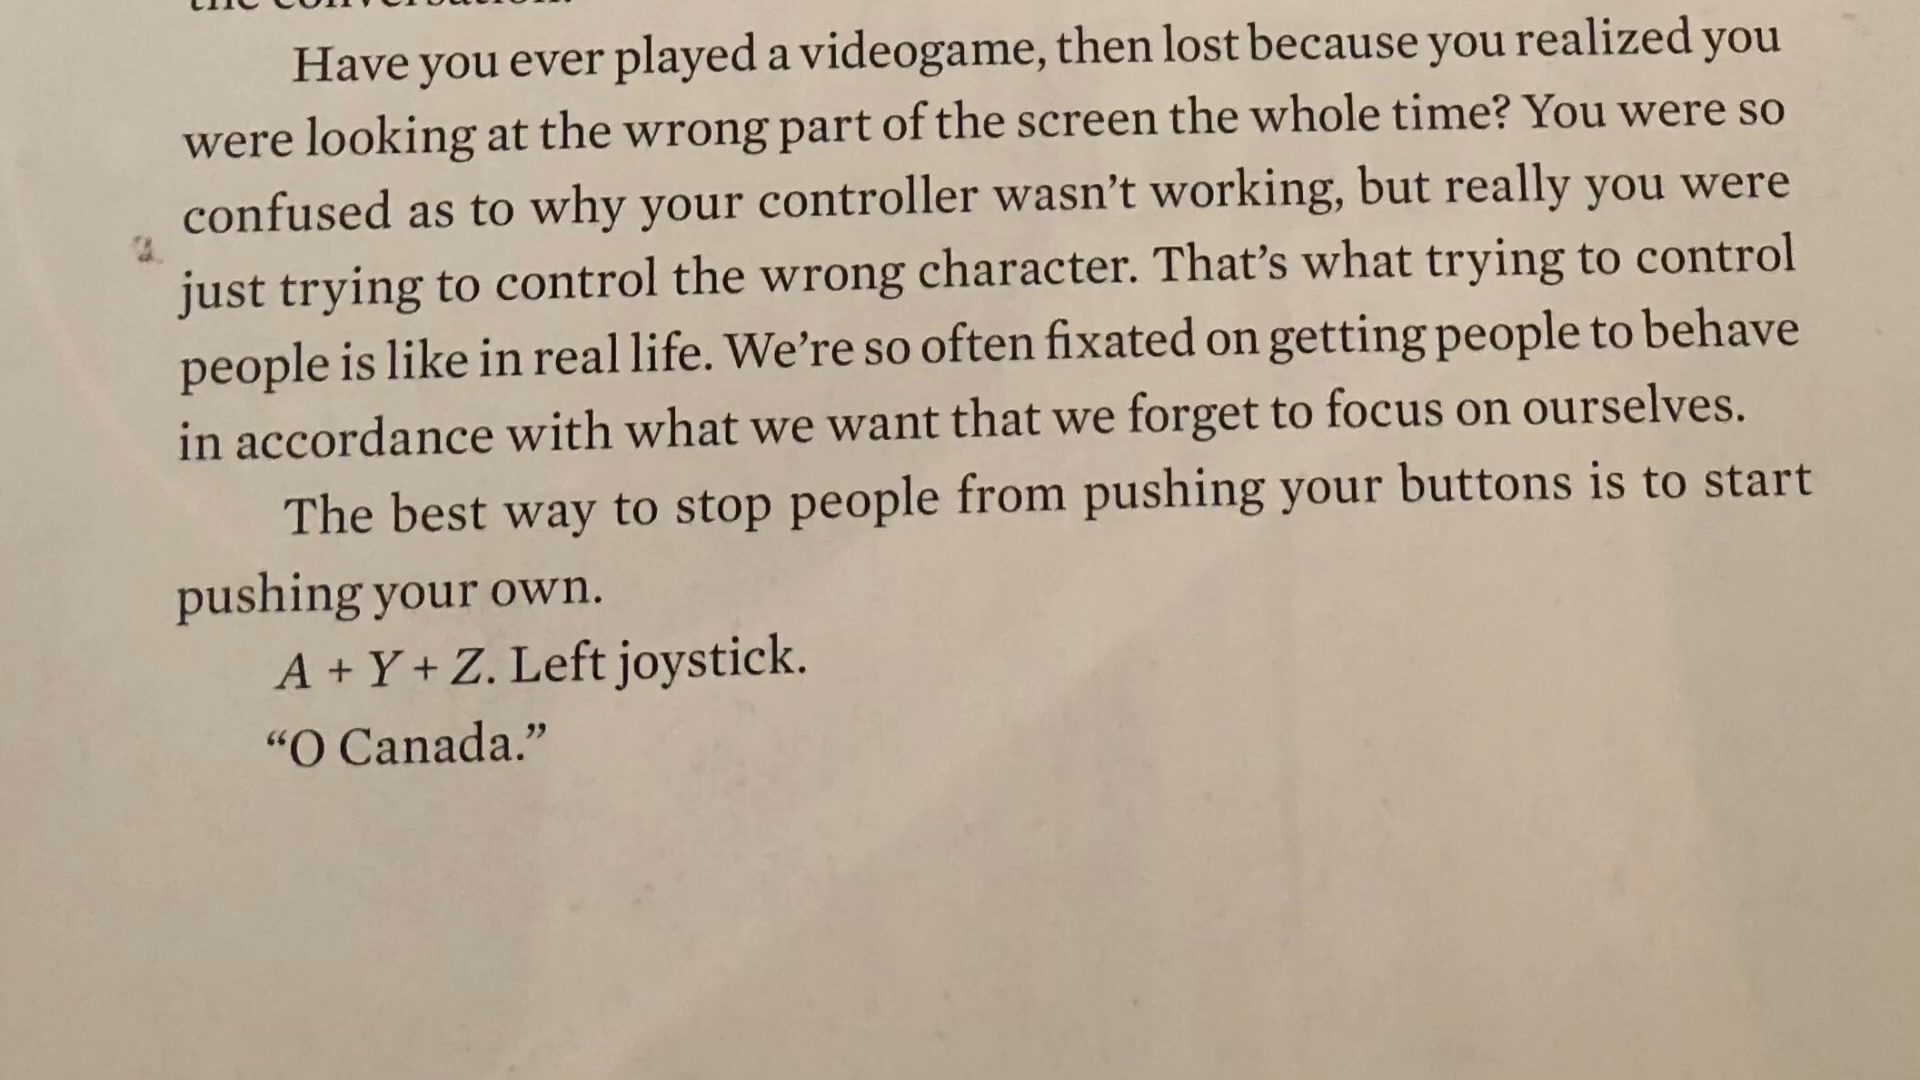 the conversation.
Have you ever played a videogame, then lost because you realized you
were looking at the wrong part of the screen the whole time? You were so
confused as to why your controller wasn’t working, but really you were
just trying to control the wrong character. That’s what trying to control
people is like in real life. We’re so often fixated on getting people to behave
in accordance with what we want that we forget to focus on ourselves.
The best way to stop people from pushing your buttons is to start
pushing your own.
A + Y + Z. Left joystick.
“O Canada.”